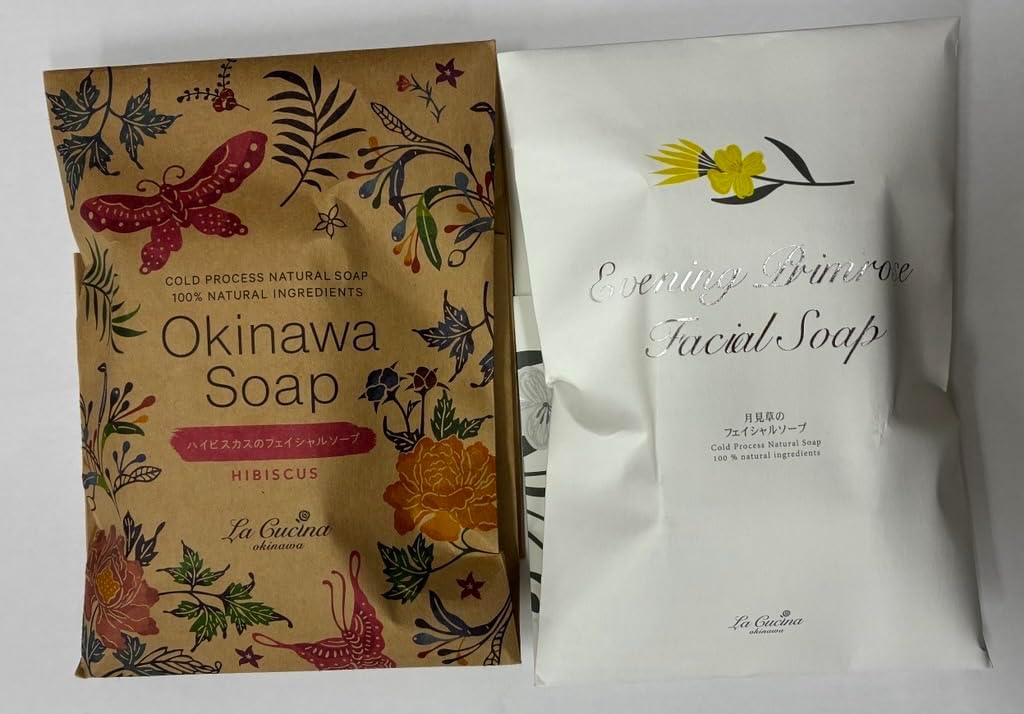 COLD PROCESS NATURAL SOAP
100% NATURAL INGREDIENTS
Okinawa
Soap
ハイビスカスのフェイシャルソープ
HIBISCUS
La Cucina
okinawa
Evening Primrose
Facial Soap
月見草の
フェイシャルソープ
Cold Process Natural Soap
100 % natural ingredients
La Cucina
okinawa